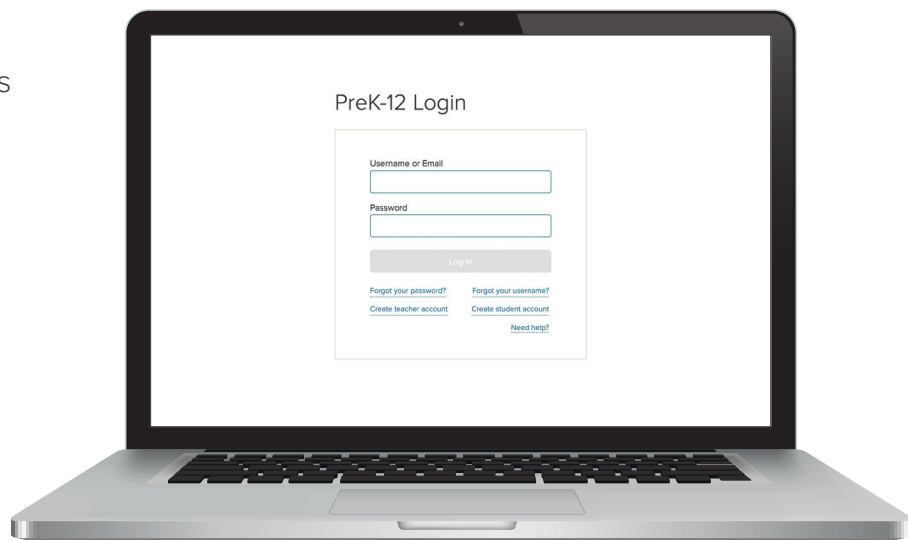 s
PreK-12 Login
Username or Email
Password
Log In
Forgot your password? Forgot your username?
Create teacher account Create student account
Need help?